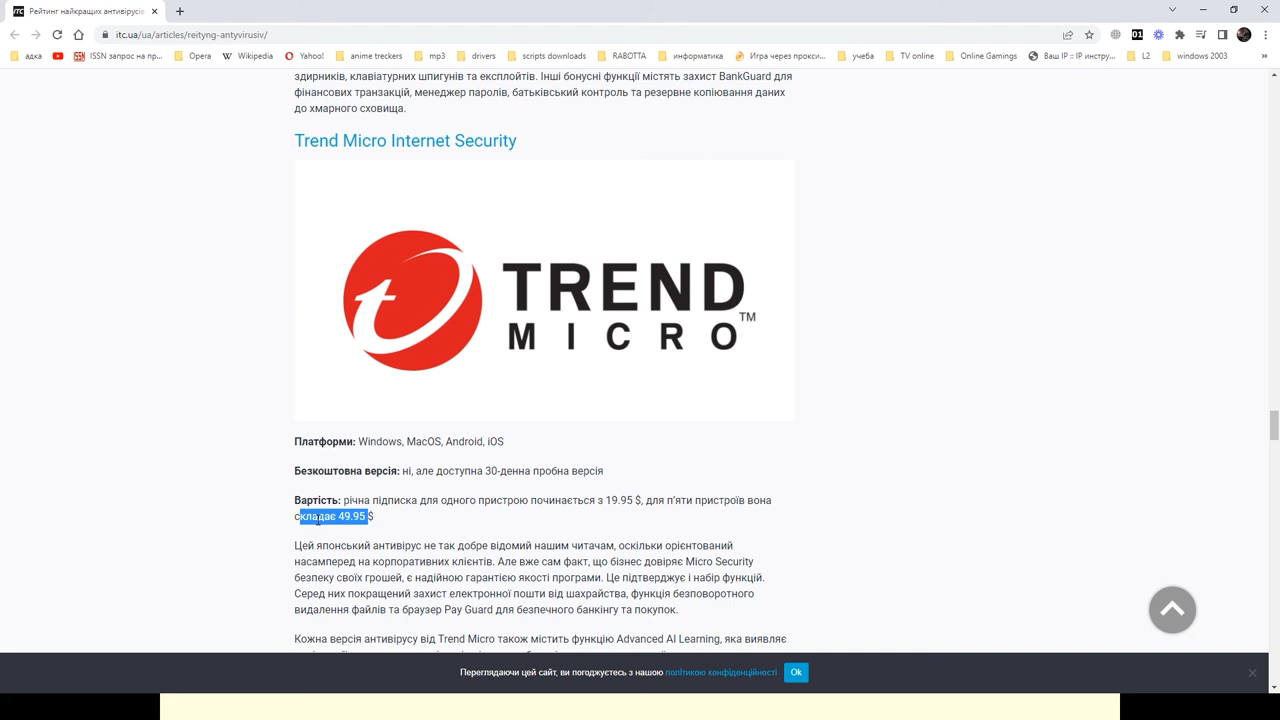 Рейтинг найкращих антивірусів
itc.ua/ua/articles/reityng-antyvirusiv/
адка ISSN запрос на пр... Opera Wikipedia Yahoo! anime treckers mp3 drivers scripts downloads RABOTTA информатика Игра через прокси... учеба TV online Online Gamings Ваш IP :: IP инстру... L2 windows 2003
здирників, клавіатурних шпигунів та експлойтів. Інші бонусні функції містять захист BankGuard для
фінансових транзакцій, менеджер паролів, батьківський контроль та резервне копіювання даних
до хмарного сховища.
Trend Micro Internet Security
TREND
MICRO™
Платформи: Windows, MacOS, Android, iOS
Безкоштовна версія: ні, але доступна 30-денна пробна версія
Вартість: річна підписка для одного пристрою починається з 19.95 $, для п’яти пристроїв вона
складає 49.95 $
Цей японський антивірус не так добре відомий нашим читачам, оскільки орієнтований
насамперед на корпоративних клієнтів. Але вже сам факт, що бізнес довіряє Micro Security
безпеку своїх грошей, є надійною гарантією якості програми. Це підтверджує і набір функцій.
Серед них покращений захист електронної пошти від шахрайства, функція безповоротного
видалення файлів та браузер Pay Guard для безпечного банкінгу та покупок.
Кожна версія антивірусу від Trend Micro також містить функцію Advanced AI Learning, яка виявляє
Переглядаючи цей сайт, ви погоджуєтесь з нашою політикою конфіденційності Ok